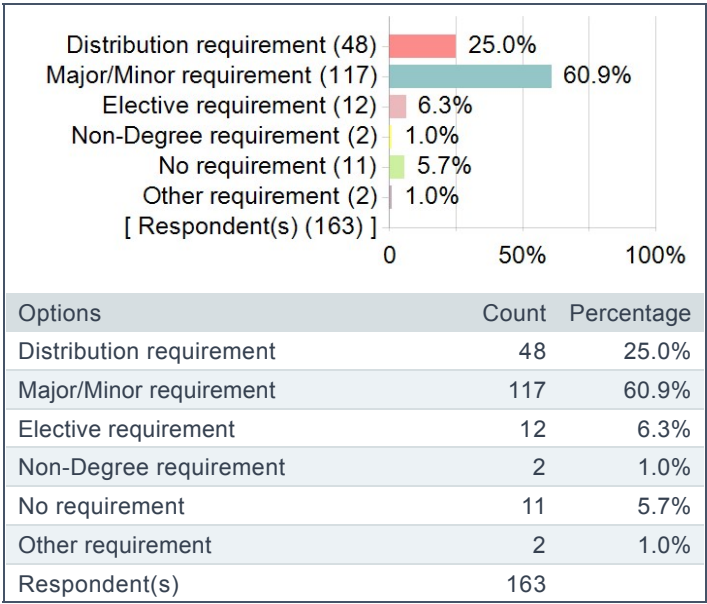 Distribution requirement (48) 25.0%
Major/Minor requirement (117) 60.9%
Elective requirement (12) 6.3%
Non-Degree requirement (2) 1.0%
No requirement (11) 5.7%
Other requirement (2) 1.0%
[ Respondent(s) (163) ]
0 50% 100%
Options Count Percentage
Distribution requirement 48 25.0%
Major/Minor requirement 117 60.9%
Elective requirement 12 6.3%
Non-Degree requirement 2 1.0%
No requirement 11 5.7%
Other requirement 2 1.0%
Respondent(s) 163